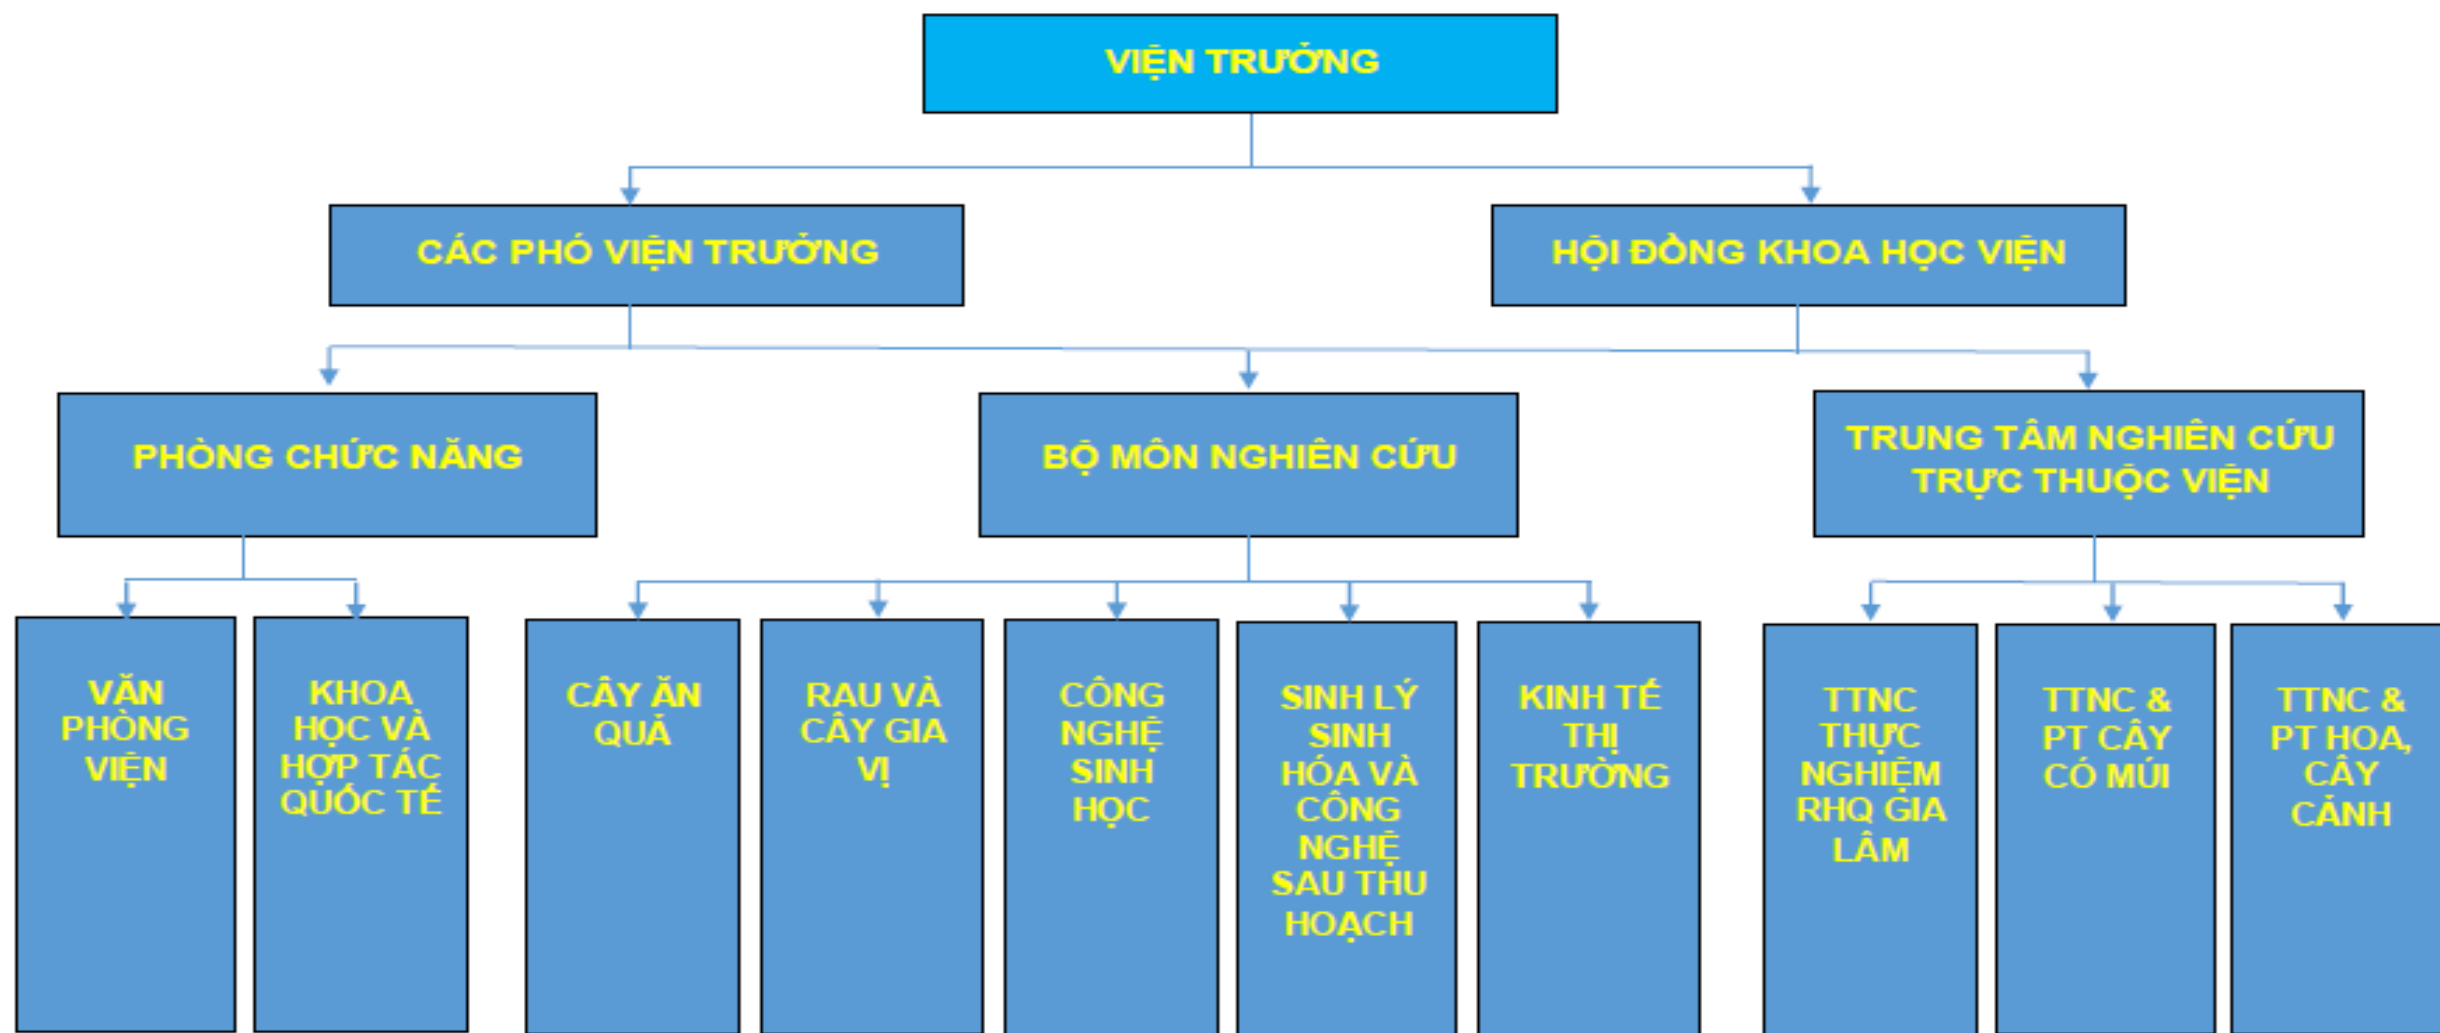 VIỆN TRƯỞNG
CÁC PHÓ VIỆN TRƯỞNG
HỘI ĐỒNG KHOA HỌC VIỆN
PHÒNG CHỨC NĂNG
BỘ MÔN NGHIÊN CỨU
TRUNG TÂM NGHIÊN CỨU
TRỰC THUỘC VIỆN
VĂN
PHÒNG
VIỆN
KHOA
HỌC VÀ
HỢP TÁC
QUỐC TẾ
CÂY ĂN
QUẢ
RAU VÀ
CÂY GIA
VỊ
CÔNG
NGHỆ
SINH
HỌC
SINH LÝ
SINH
HÓA VÀ
CÔNG
NGHỆ
SAU THU
HOẠCH
KINH TẾ
THỊ
TRƯỜNG
TTNC
THỰC
NGHIỆM
RHQ GIA
LÂM
TTNC &
PT CÂY
CÓ MÚI
TTNC &
PT HOA,
CÂY
CẢNH